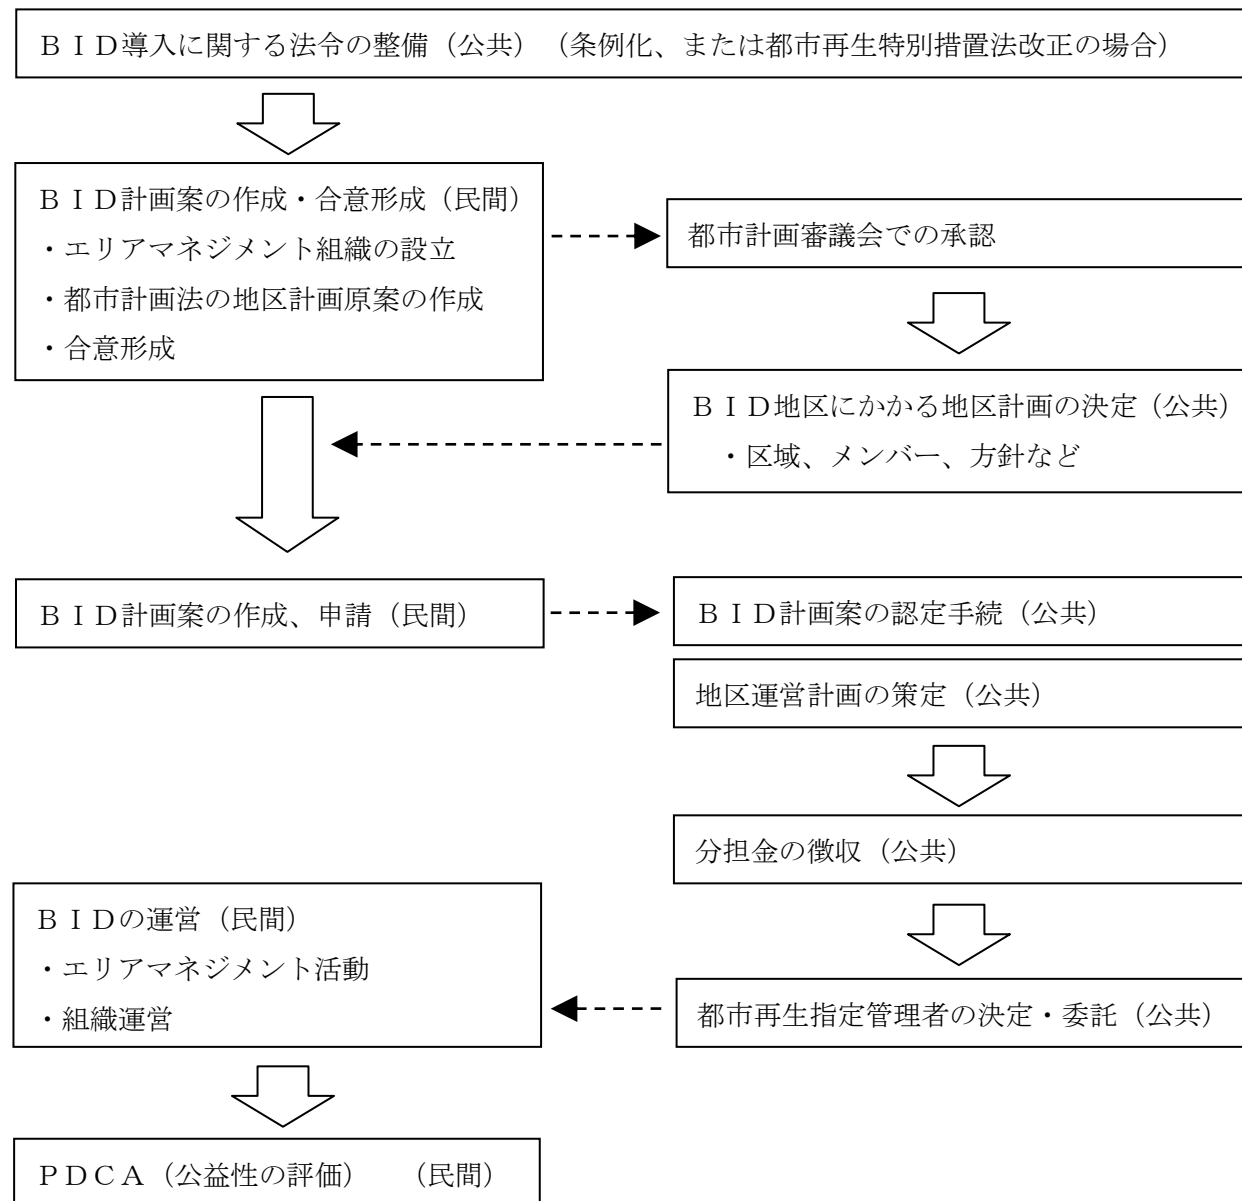 ＢＩＤ導入に関する法令の整備（公共）（条例化、または都市再生特別措置法改正の場合）
ＢＩＤ計画案の作成・合意形成（民間）
・エリアマネジメント組織の設立
・都市計画法の地区計画原案の作成
・合意形成
都市計画審議会での承認
ＢＩＤ地区にかかる地区計画の決定（公共）
・区域、メンバー、方針など
ＢＩＤ計画案の作成、申請（民間）
ＢＩＤ計画案の認定手続（公共）
地区運営計画の策定（公共）
分担金の徴収（公共）
ＢＩＤの運営（民間）
・エリアマネジメント活動
・組織運営
都市再生指定管理者の決定・委託（公共）
ＰＤＣＡ（公益性の評価）　（民間）